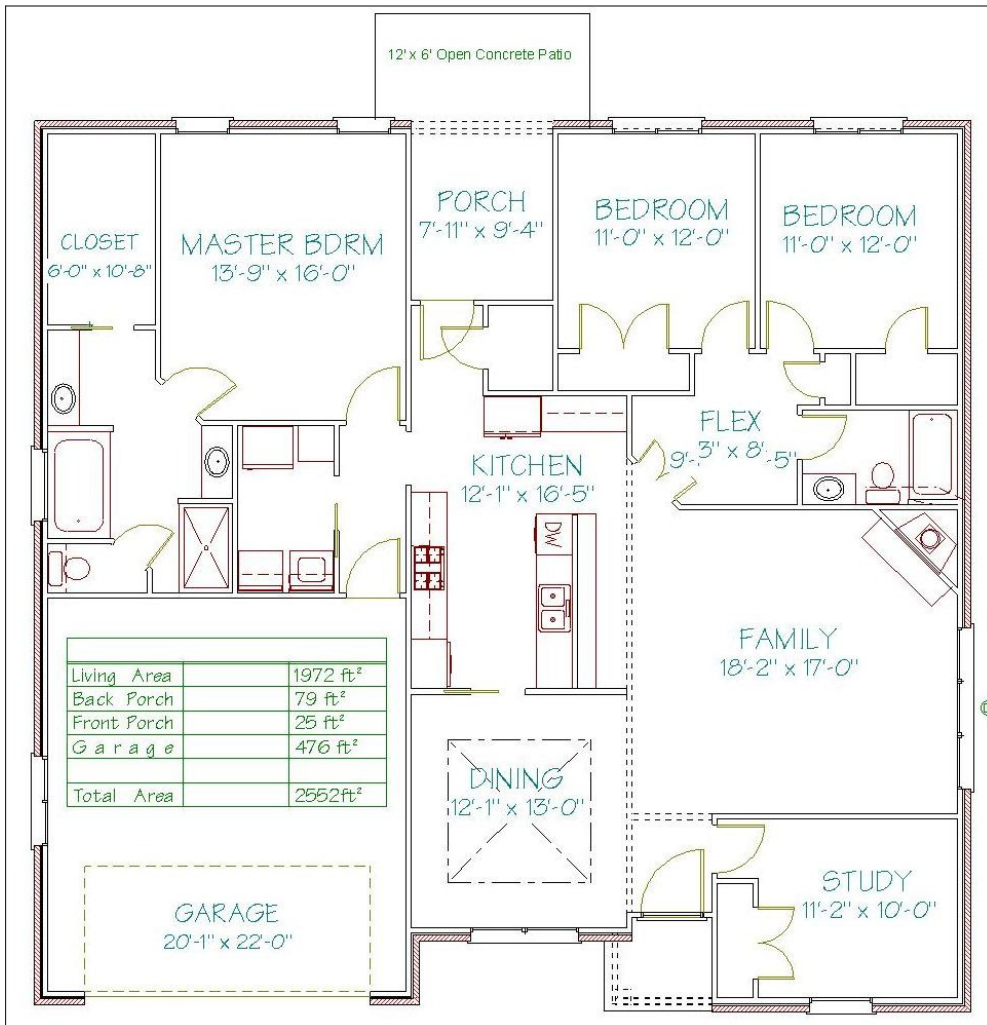 12' x 6' Open Concrete Patio
CLOSET
6'-0" x 10'-8"
MASTER BDRM
13'-9" x 16'-0"
PORCH
7'-11" x 9'-4"
BEDROOM
11'-0" x 12'-0"
BEDROOM
11'-0" x 12'-0"
FLEX
9'-3" x 8'-5"
KITCHEN
12'-1" x 16'-5"
DW
FAMILY
18'-2" x 17'-0"
Living Area 1972 ft²
Back Porch 79 ft²
Front Porch 25 ft²
Garage 476 ft²
Total Area 2552ft²
DINING
12'-1" x 13'-0"
STUDY
11'-2" x 10'-0"
GARAGE
20'-1" x 22'-0"
©